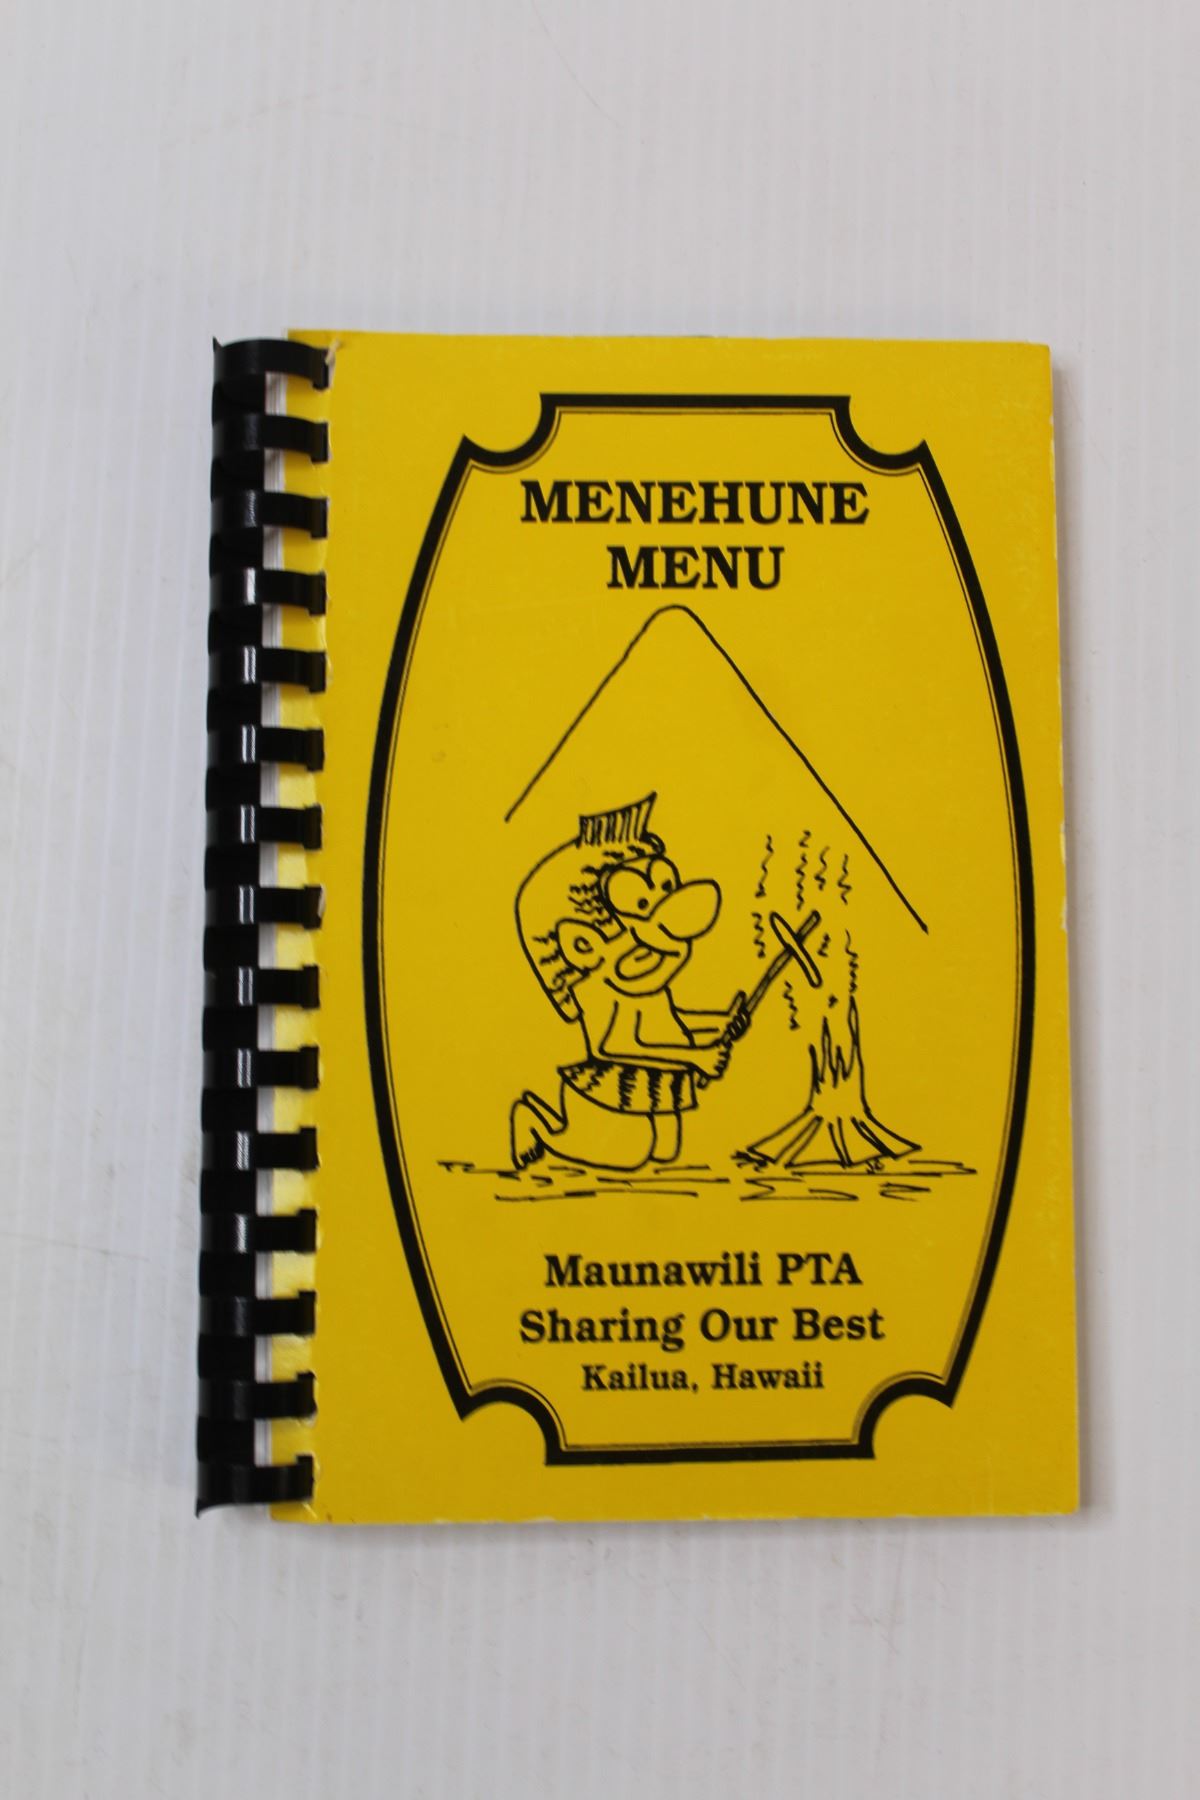 MENEHUNE
MENU
Maunawili PTA
Sharing Our Best
Kailua, Hawaii